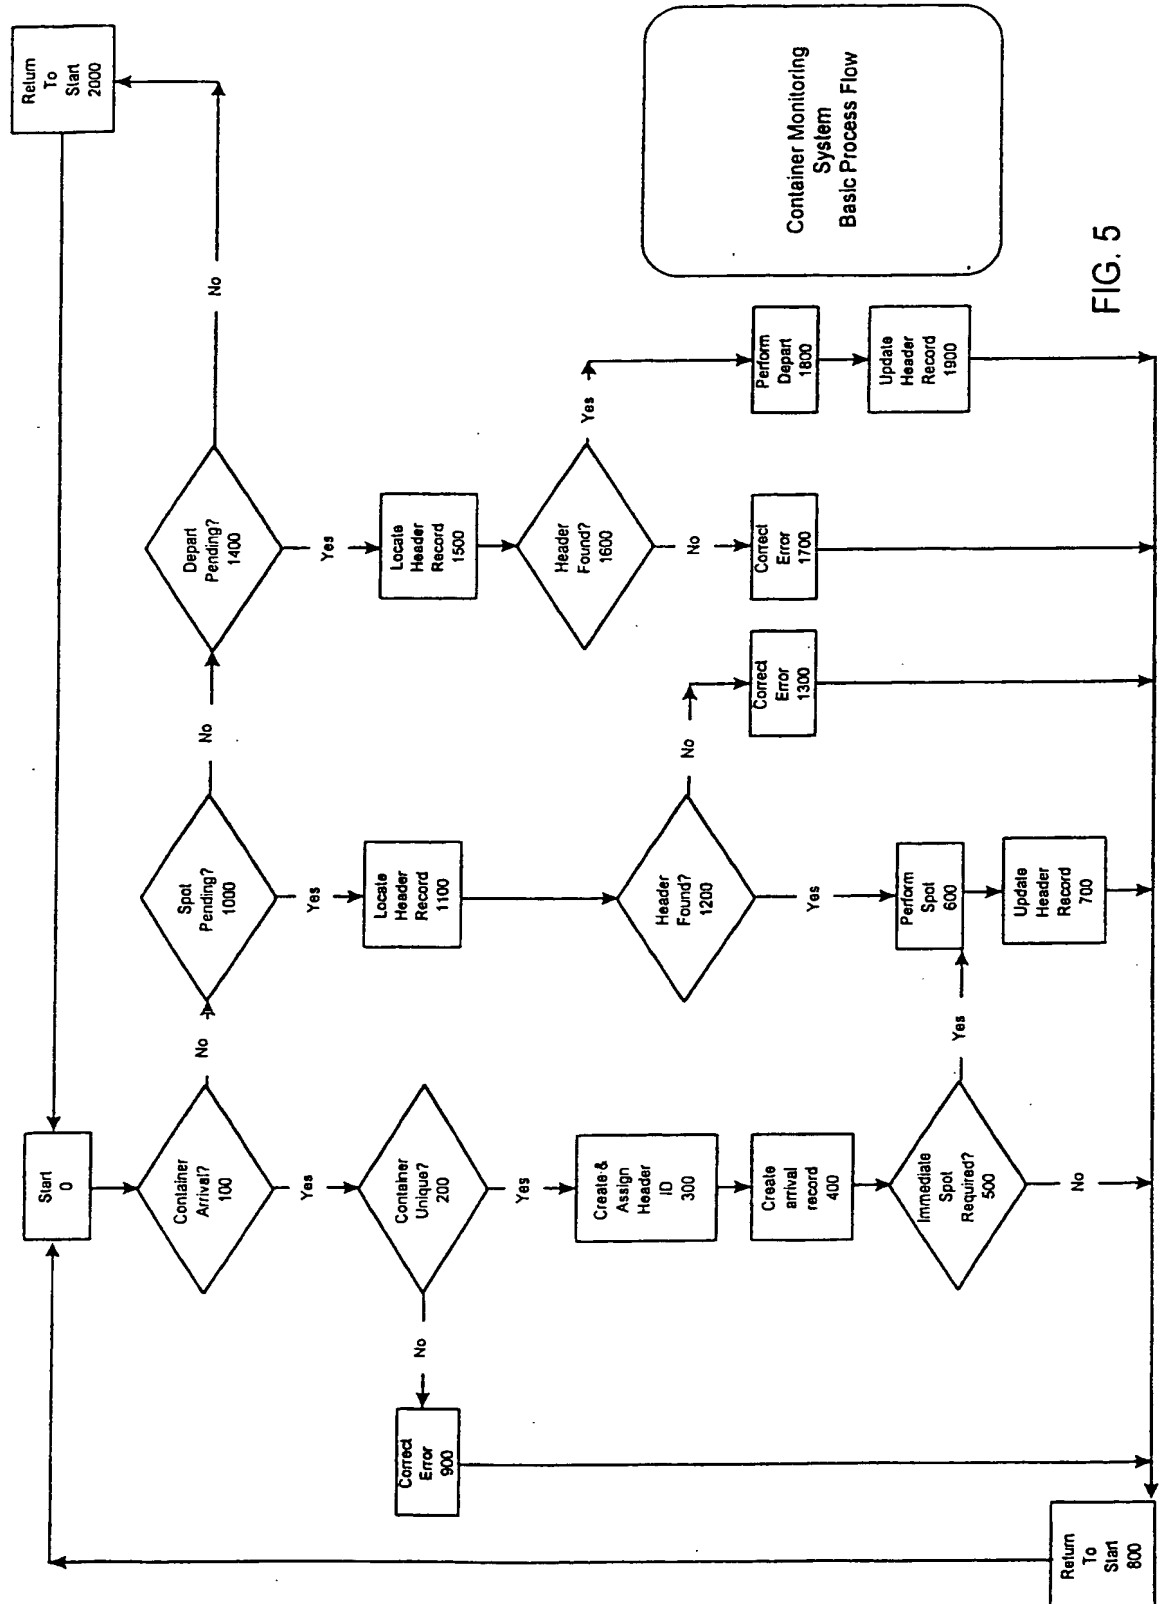 Start
0
Return
To
Start
2000
Container
Arrival?
100
No
Spot
Pending?
1000
No
Depart
Pending?
1400
No
Yes
Yes
Yes
Container
Unique?
200
Locate
Header
Record
1100
Locate
Header
Record
1500
No
Yes
Correct
Error
900
Create &
Assign
Header
ID
300
Header
Found?
1200
No
Header
Found?
1600
Yes
Yes
No
Create
arrival
record
400
Correct
Error
1300
Correct
Error
1700
Perform
Depart
1800
Immediate
Spot
Required?
500
Yes
Perform
Spot
600
Update
Header
Record
1900
No
Update
Header
Record
700
Return
To
Start
800
Container Monitoring
System
Basic Process Flow
FIG. 5